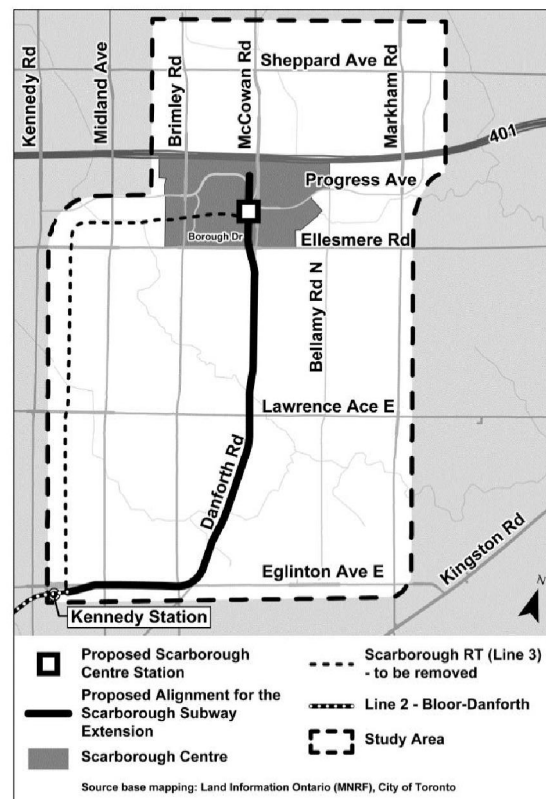 Kennedy Rd
Midland Ave
Brimley Rd
McCowan Rd
Markham Rd
Sheppard Ave
401
Progress Ave
Borough Dr
Ellesmere Rd
Bellamy Rd N
Lawrence Ace E
Danforth Rd
Eglinton Ave E
Kingston Rd
Kennedy Station
N
Proposed Scarborough
Centre Station
Proposed Alignment for the
Scarborough Subway
Extension
Scarborough Centre
Scarborough RT (Line 3)
- to be removed
Line 2 - Bloor-Danforth
Study Area
Source base mapping: Land Information Ontario (MNRF), City of Toronto